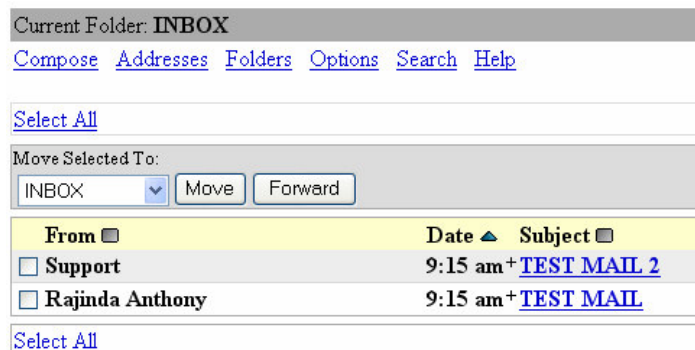 Current Folder: INBOX
Compose Addresses Folders Options Search Help
Select All
Move Selected To:
INBOX Move Forward
From Date Subject
Support 9:15 am + TEST MAIL 2
Rajinda Anthony 9:15 am + TEST MAIL
Select All